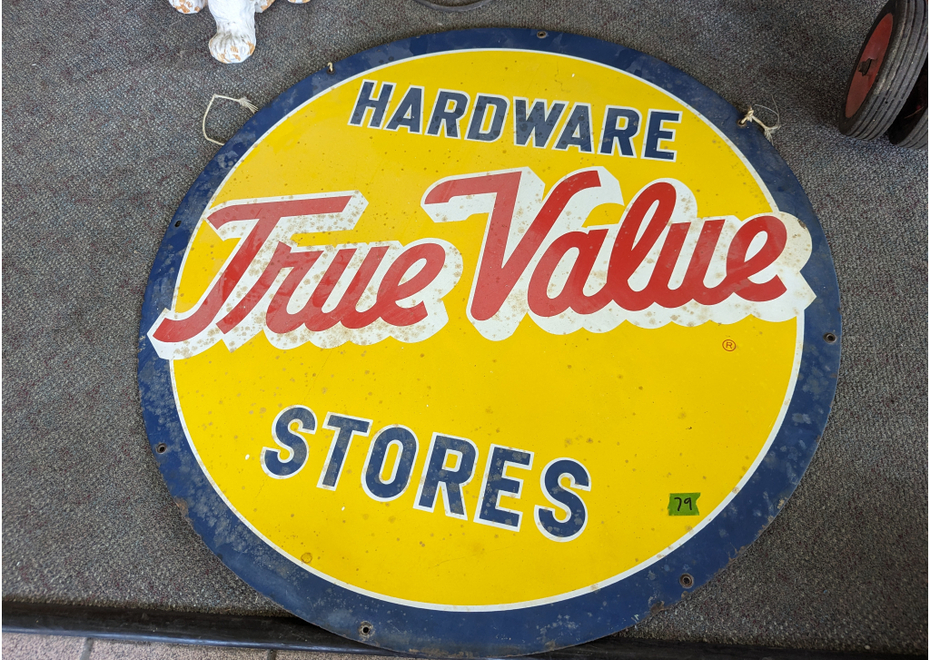 HARDWARE
True Value
®
STORES
79